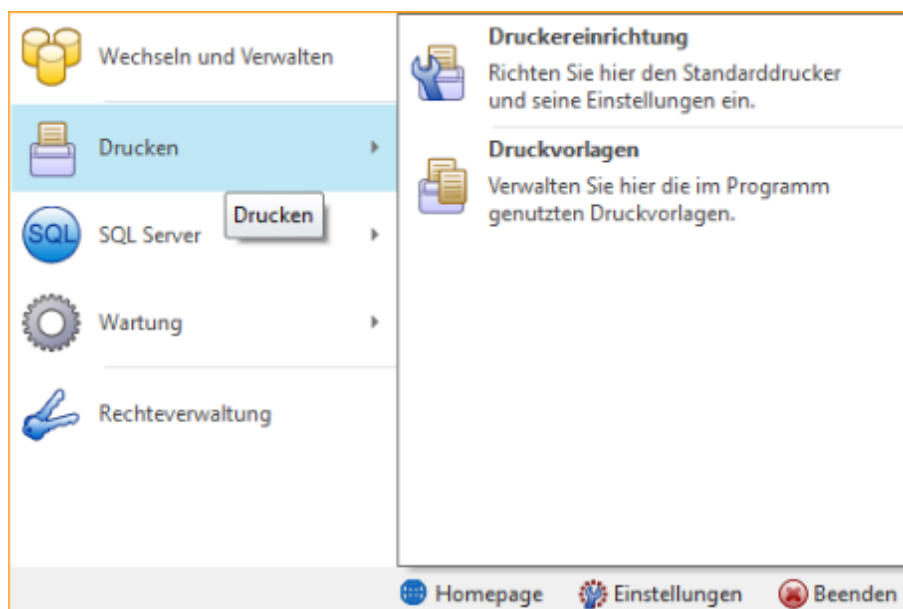 Wechseln und Verwalten
Drucken
Drucken
SQL
SQL Server
Wartung
Rechteverwaltung
Druckereinrichtung
Richten Sie hier den Standarddrucker
und seine Einstellungen ein.
Druckvorlagen
Verwalten Sie hier die im Programm
genutzten Druckvorlagen.
Homepage
Einstellungen
Beenden